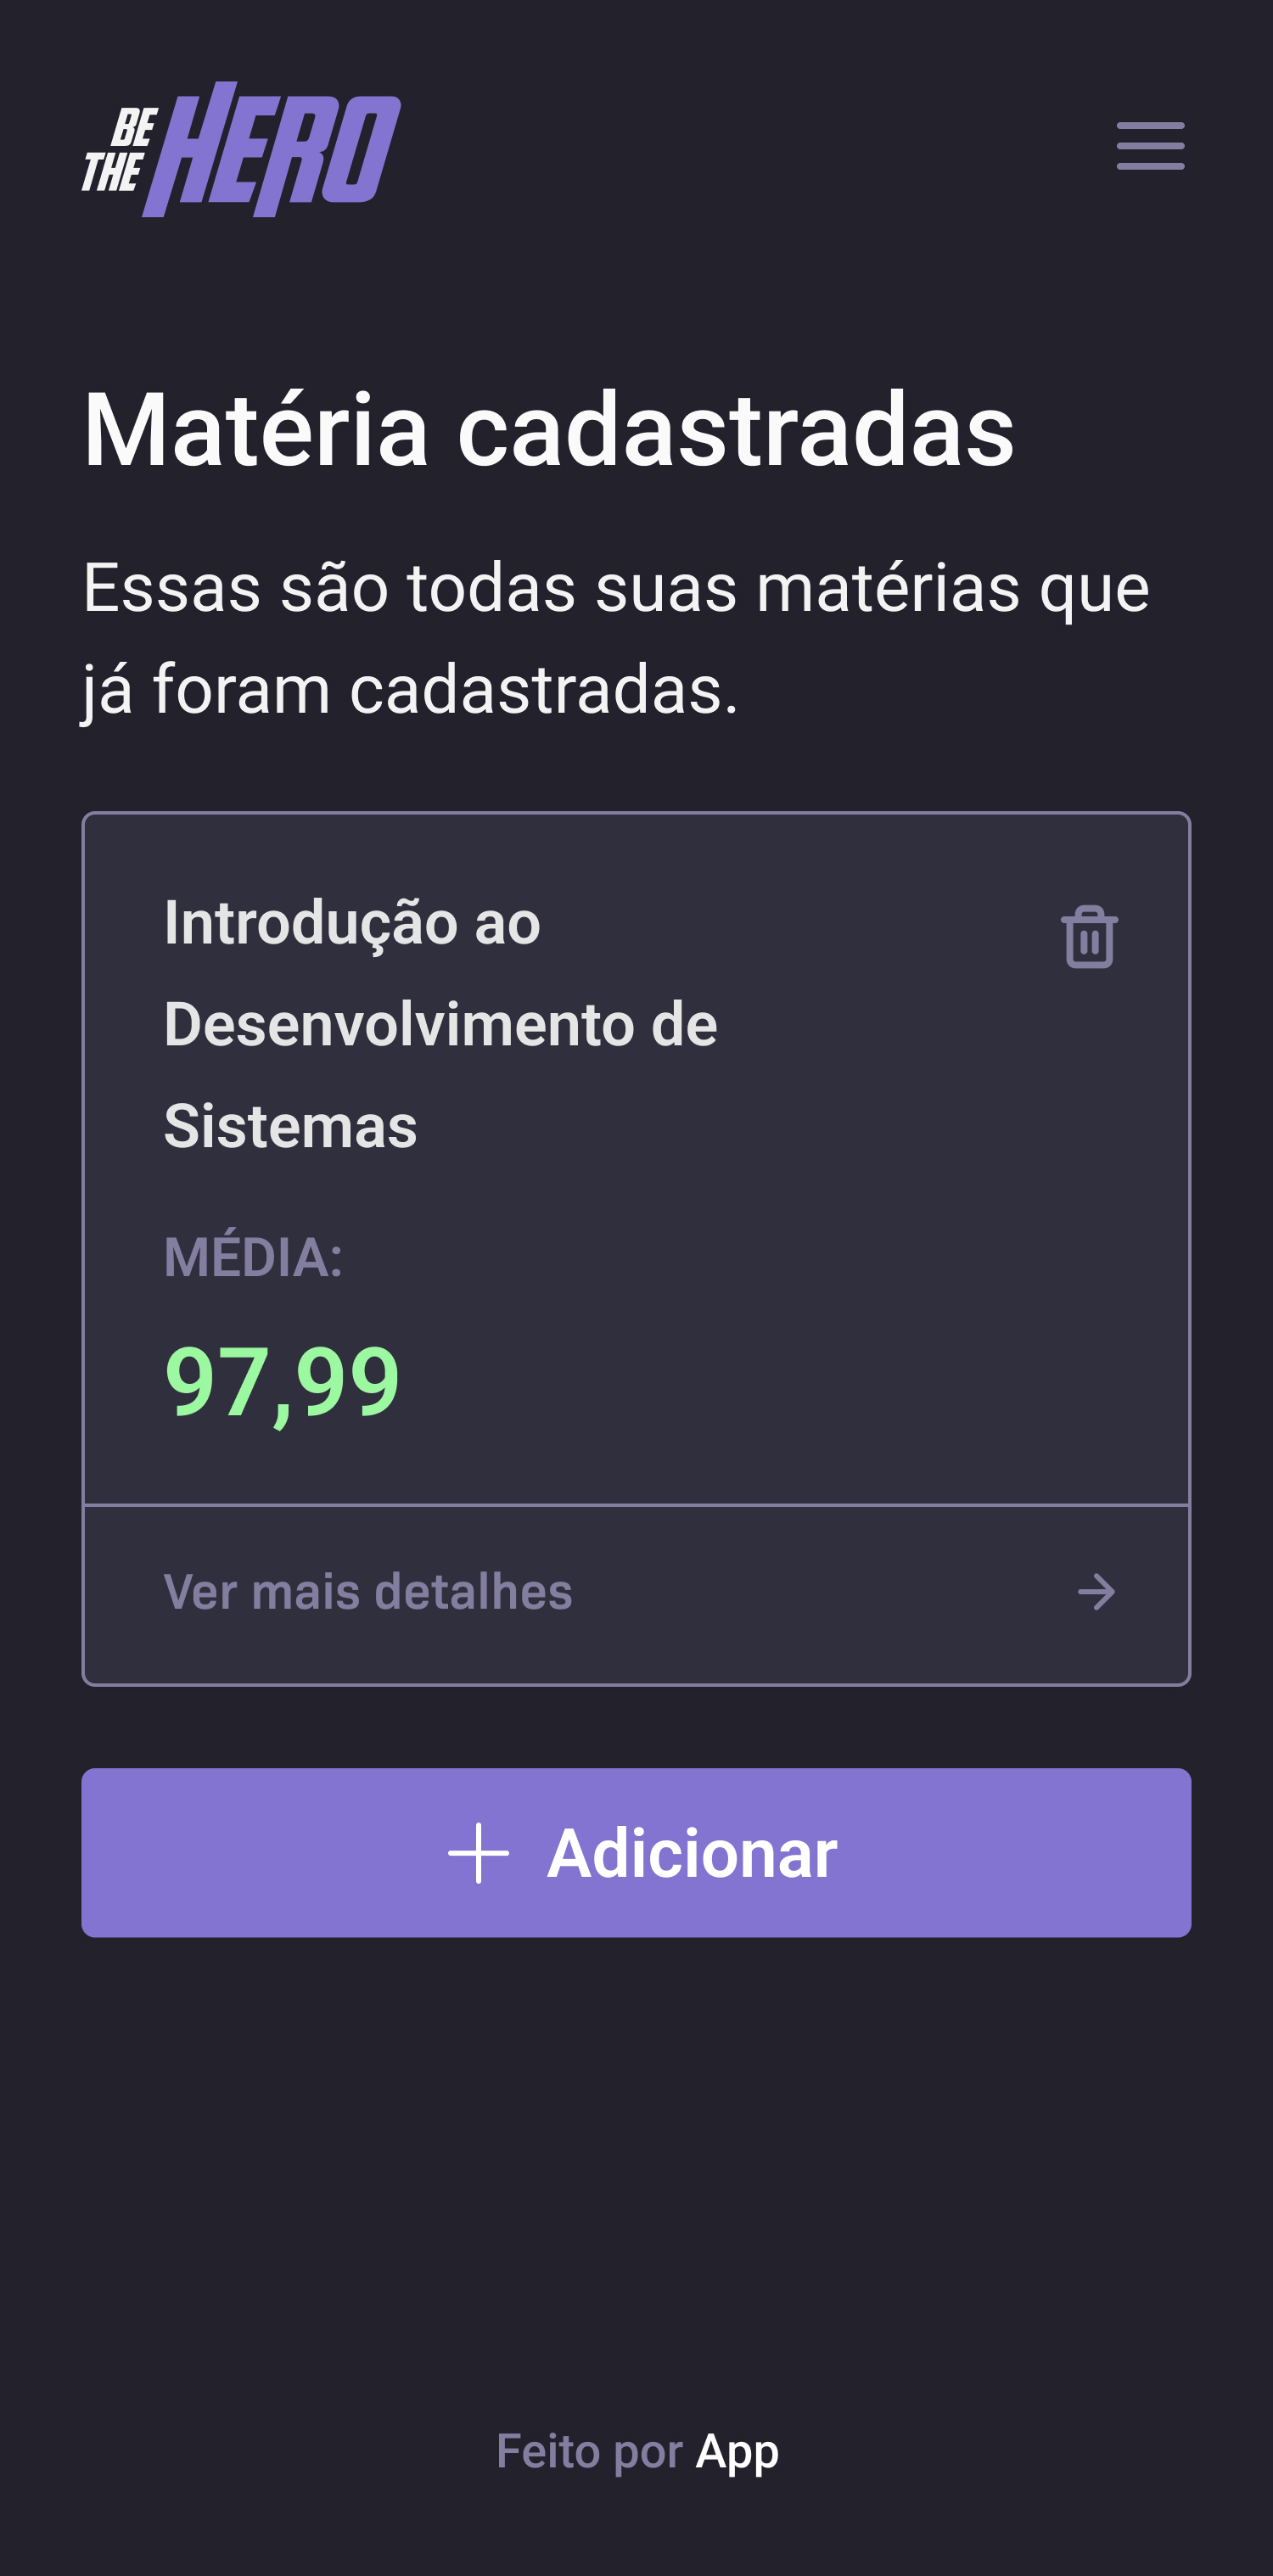 BE
THE HERO
Matéria cadastradas
Essas são todas suas matérias que
já foram cadastradas.
Introdução ao
Desenvolvimento de
Sistemas
MÉDIA:
97,99
Ver mais detalhes
Adicionar
Feito por App